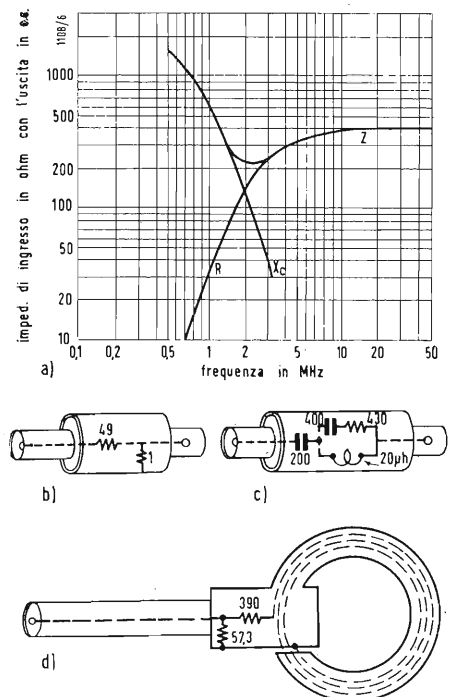 imped. di ingresso in ohm con l'uscita in c.c.
1108/6
1000
500
200
100
50
20
10
Z
R
Xc
0,1 0,2 0,5 1 2 5 10 20 50
a)
frequenza in MHz
49
1
b)
400
430
200
20µh
c)
390
57,3
d)